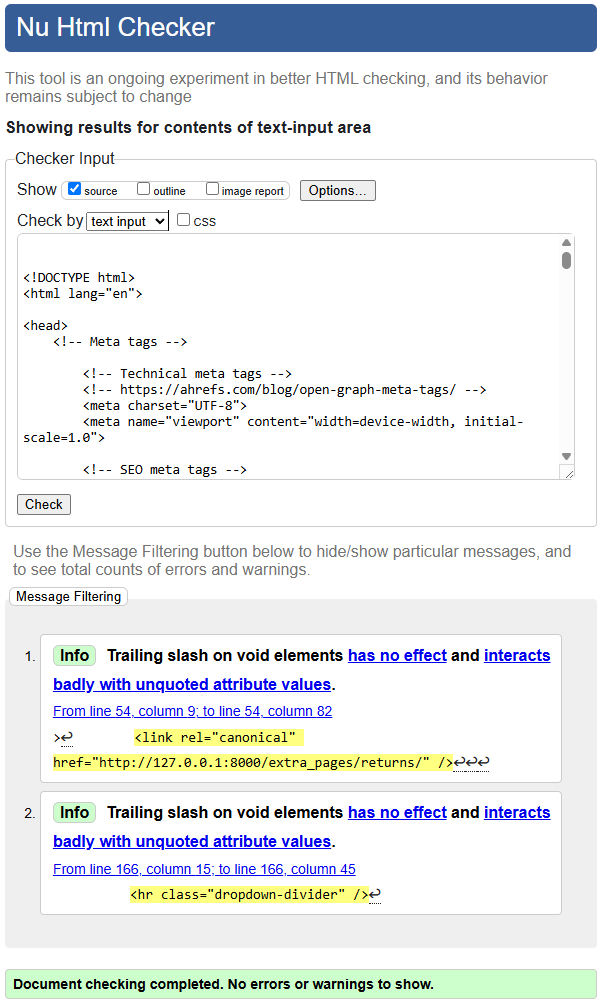 Nu Html Checker
This tool is an ongoing experiment in better HTML checking, and its behavior
remains subject to change
Showing results for contents of text-input area
Checker Input
Show source outline image report Options...
Check by text input css
<!DOCTYPE html>
<html lang="en">
<head>
    <!-- Meta tags -->
        <!-- Technical meta tags -->
        <!-- https://ahrefs.com/blog/open-graph-meta-tags/ -->
        <meta charset="UTF-8">
        <meta name="viewport" content="width=device-width, initial-
scale=1.0">
        <!-- SEO meta tags -->
Check
Use the Message Filtering button below to hide/show particular messages, and
to see total counts of errors and warnings.
Message Filtering
1. Info Trailing slash on void elements has no effect and interacts
badly with unquoted attribute values.
From line 54, column 9; to line 54, column 82
>↩ <link rel="canonical"
href="http://127.0.0.1:8000/extra_pages/returns/" />↩↩↩
2. Info Trailing slash on void elements has no effect and interacts
badly with unquoted attribute values.
From line 166, column 15; to line 166, column 45
<hr class="dropdown-divider" />↩
Document checking completed. No errors or warnings to show.